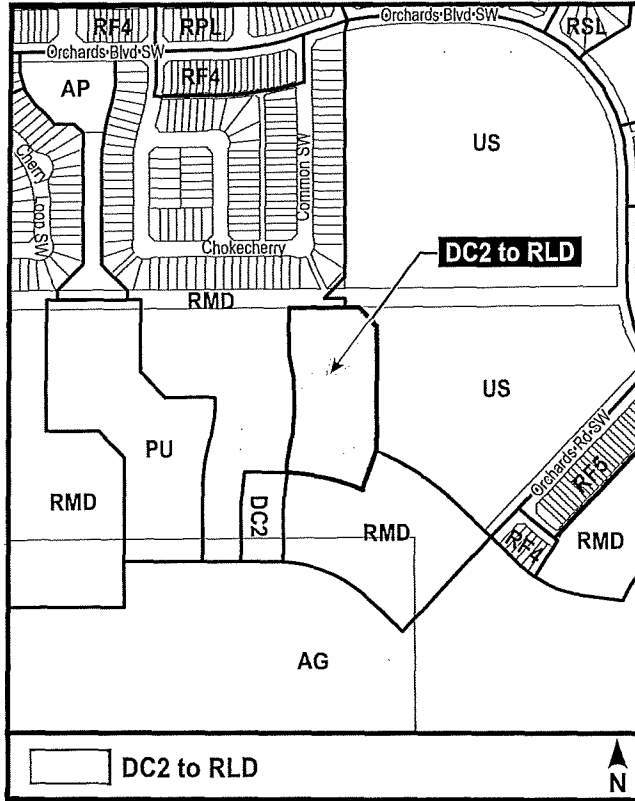 RF4
RPL
Orchards Blvd SW
RSL
Orchards Blvd SW
RF4
AP
US
Cherry Loop SW
Common SW
Chokecherry
DC2 to RLD
RMD
US
Orchards Rd SW
PU
RF5
RMD
DC2
RMD
RF4
RMD
AG
DC2 to RLD
N